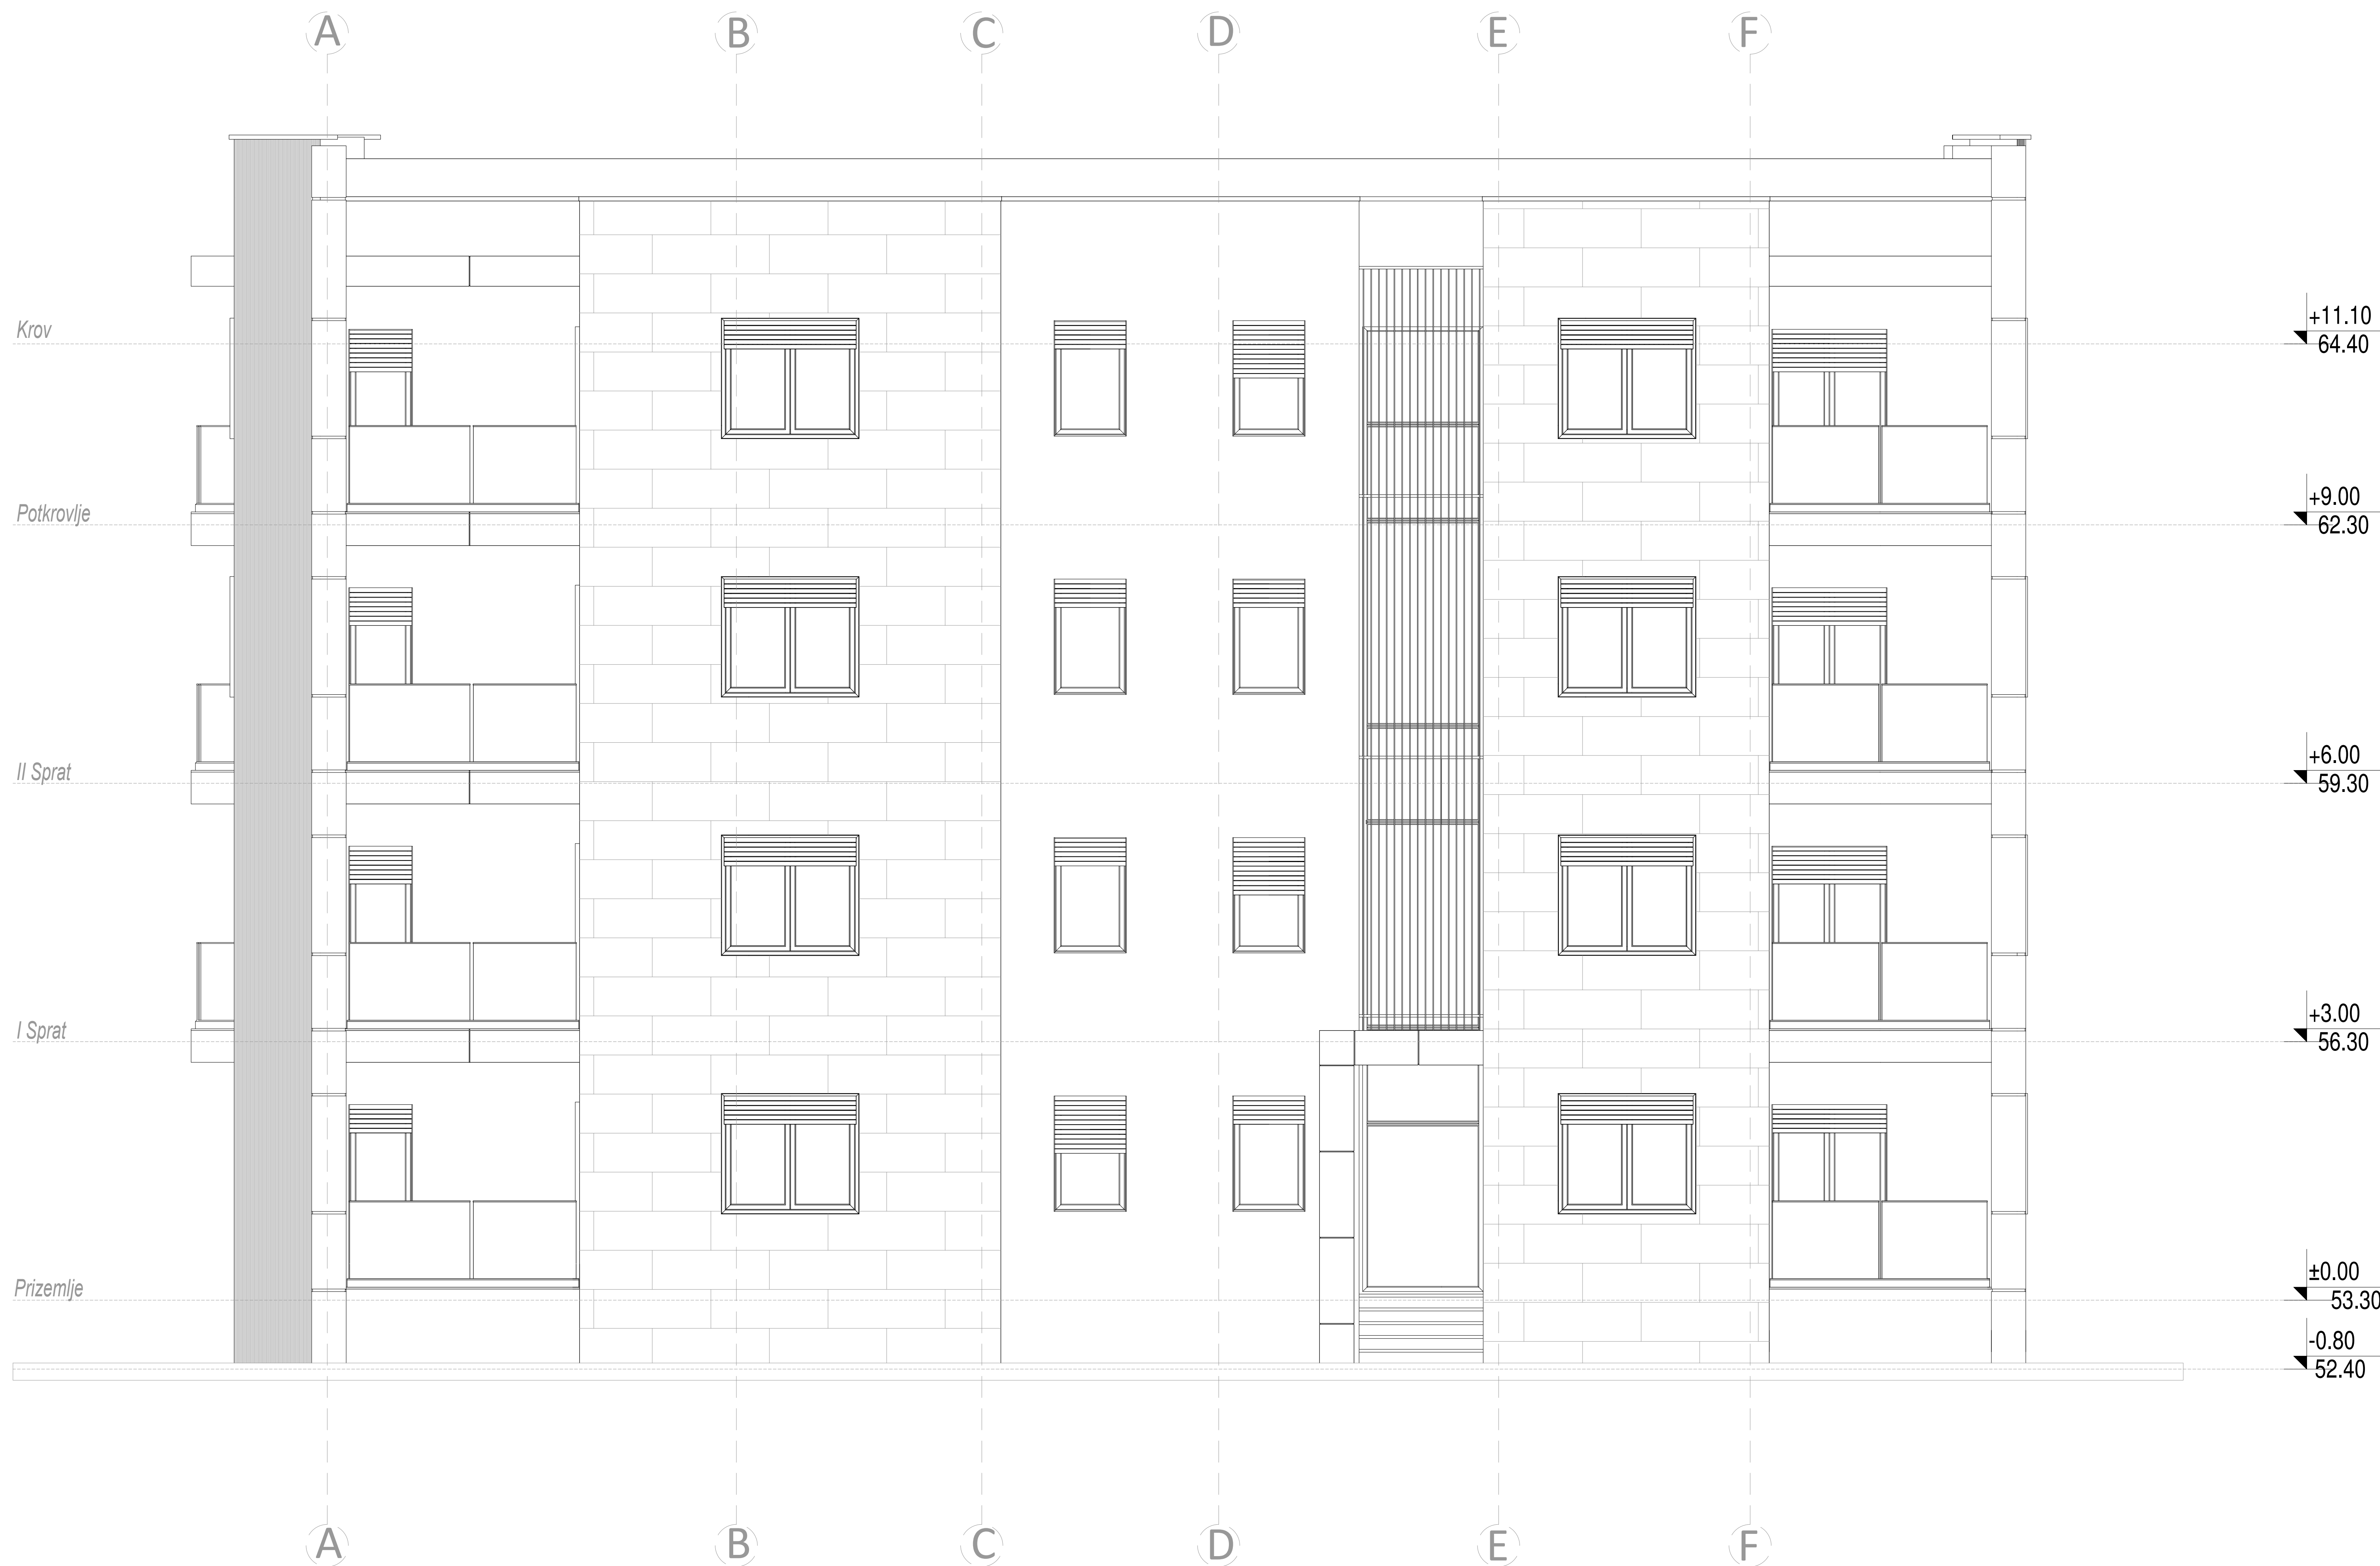 A B C D E F
Krov
+11.10
64.40
Potkrovlje
+9.00
62.30
II Sprat
+6.00
59.30
I Sprat
+3.00
56.30
Prizemlje
±0.00
53.30
-0.80
52.40
A B C D E F